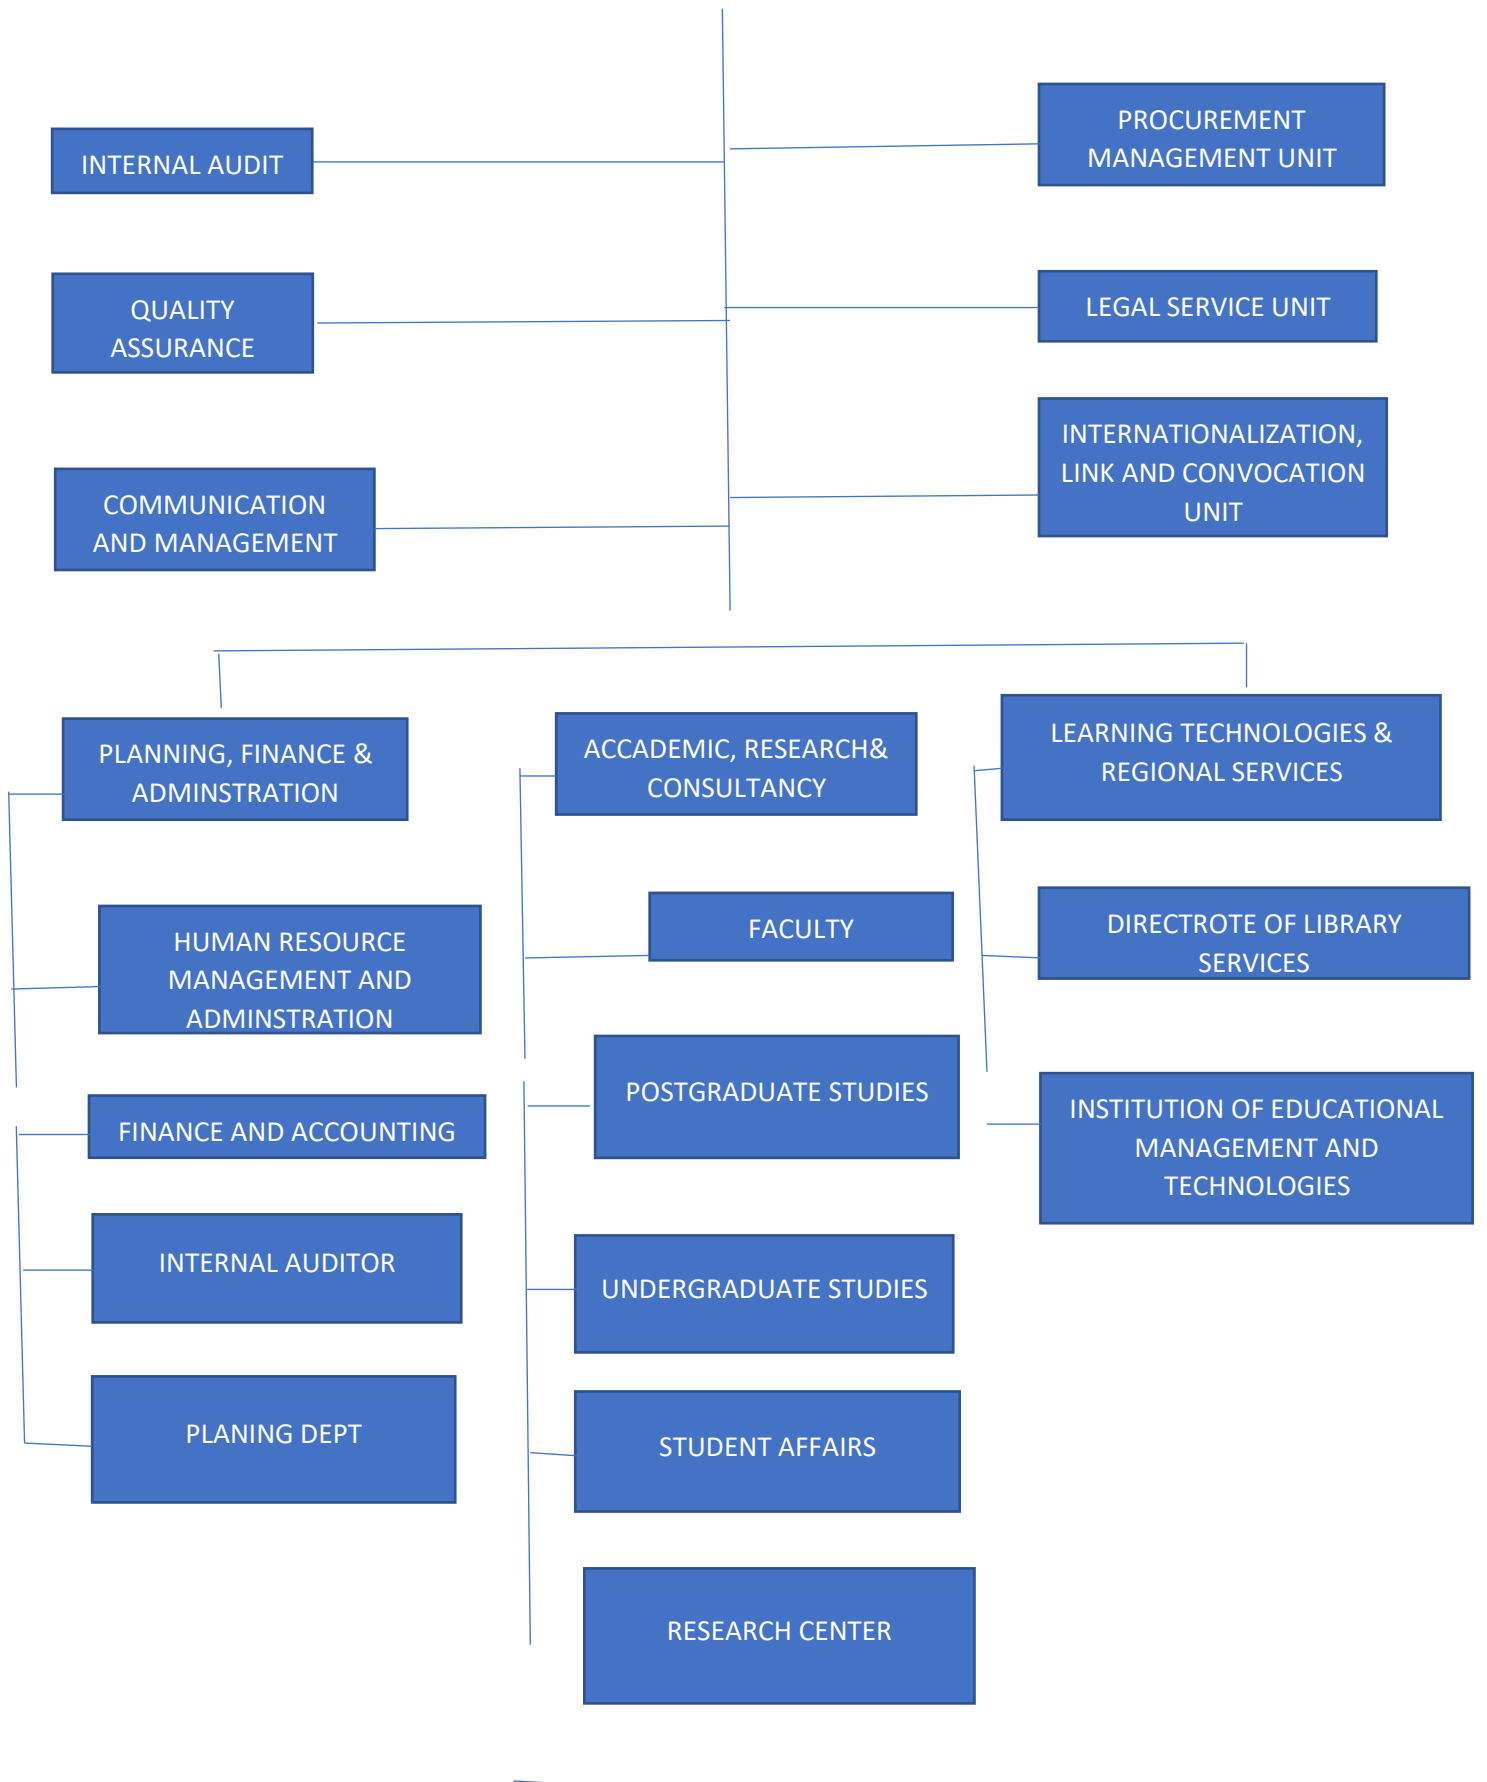 INTERNAL AUDIT
PROCUREMENT
MANAGEMENT UNIT
QUALITY
ASSURANCE
LEGAL SERVICE UNIT
COMMUNICATION
AND MANAGEMENT
INTERNATIONALIZATION,
LINK AND CONVOCATION
UNIT
PLANNING, FINANCE &
ADMINSTRATION
ACCADEMIC, RESEARCH&
CONSULTANCY
LEARNING TECHNOLOGIES &
REGIONAL SERVICES
HUMAN RESOURCE
MANAGEMENT AND
ADMINSTRATION
FACULTY
DIRECTROTE OF LIBRARY
SERVICES
FINANCE AND ACCOUNTING
POSTGRADUATE STUDIES
INSTITUTION OF EDUCATIONAL
MANAGEMENT AND
TECHNOLOGIES
INTERNAL AUDITOR
UNDERGRADUATE STUDIES
PLANING DEPT
STUDENT AFFAIRS
RESEARCH CENTER